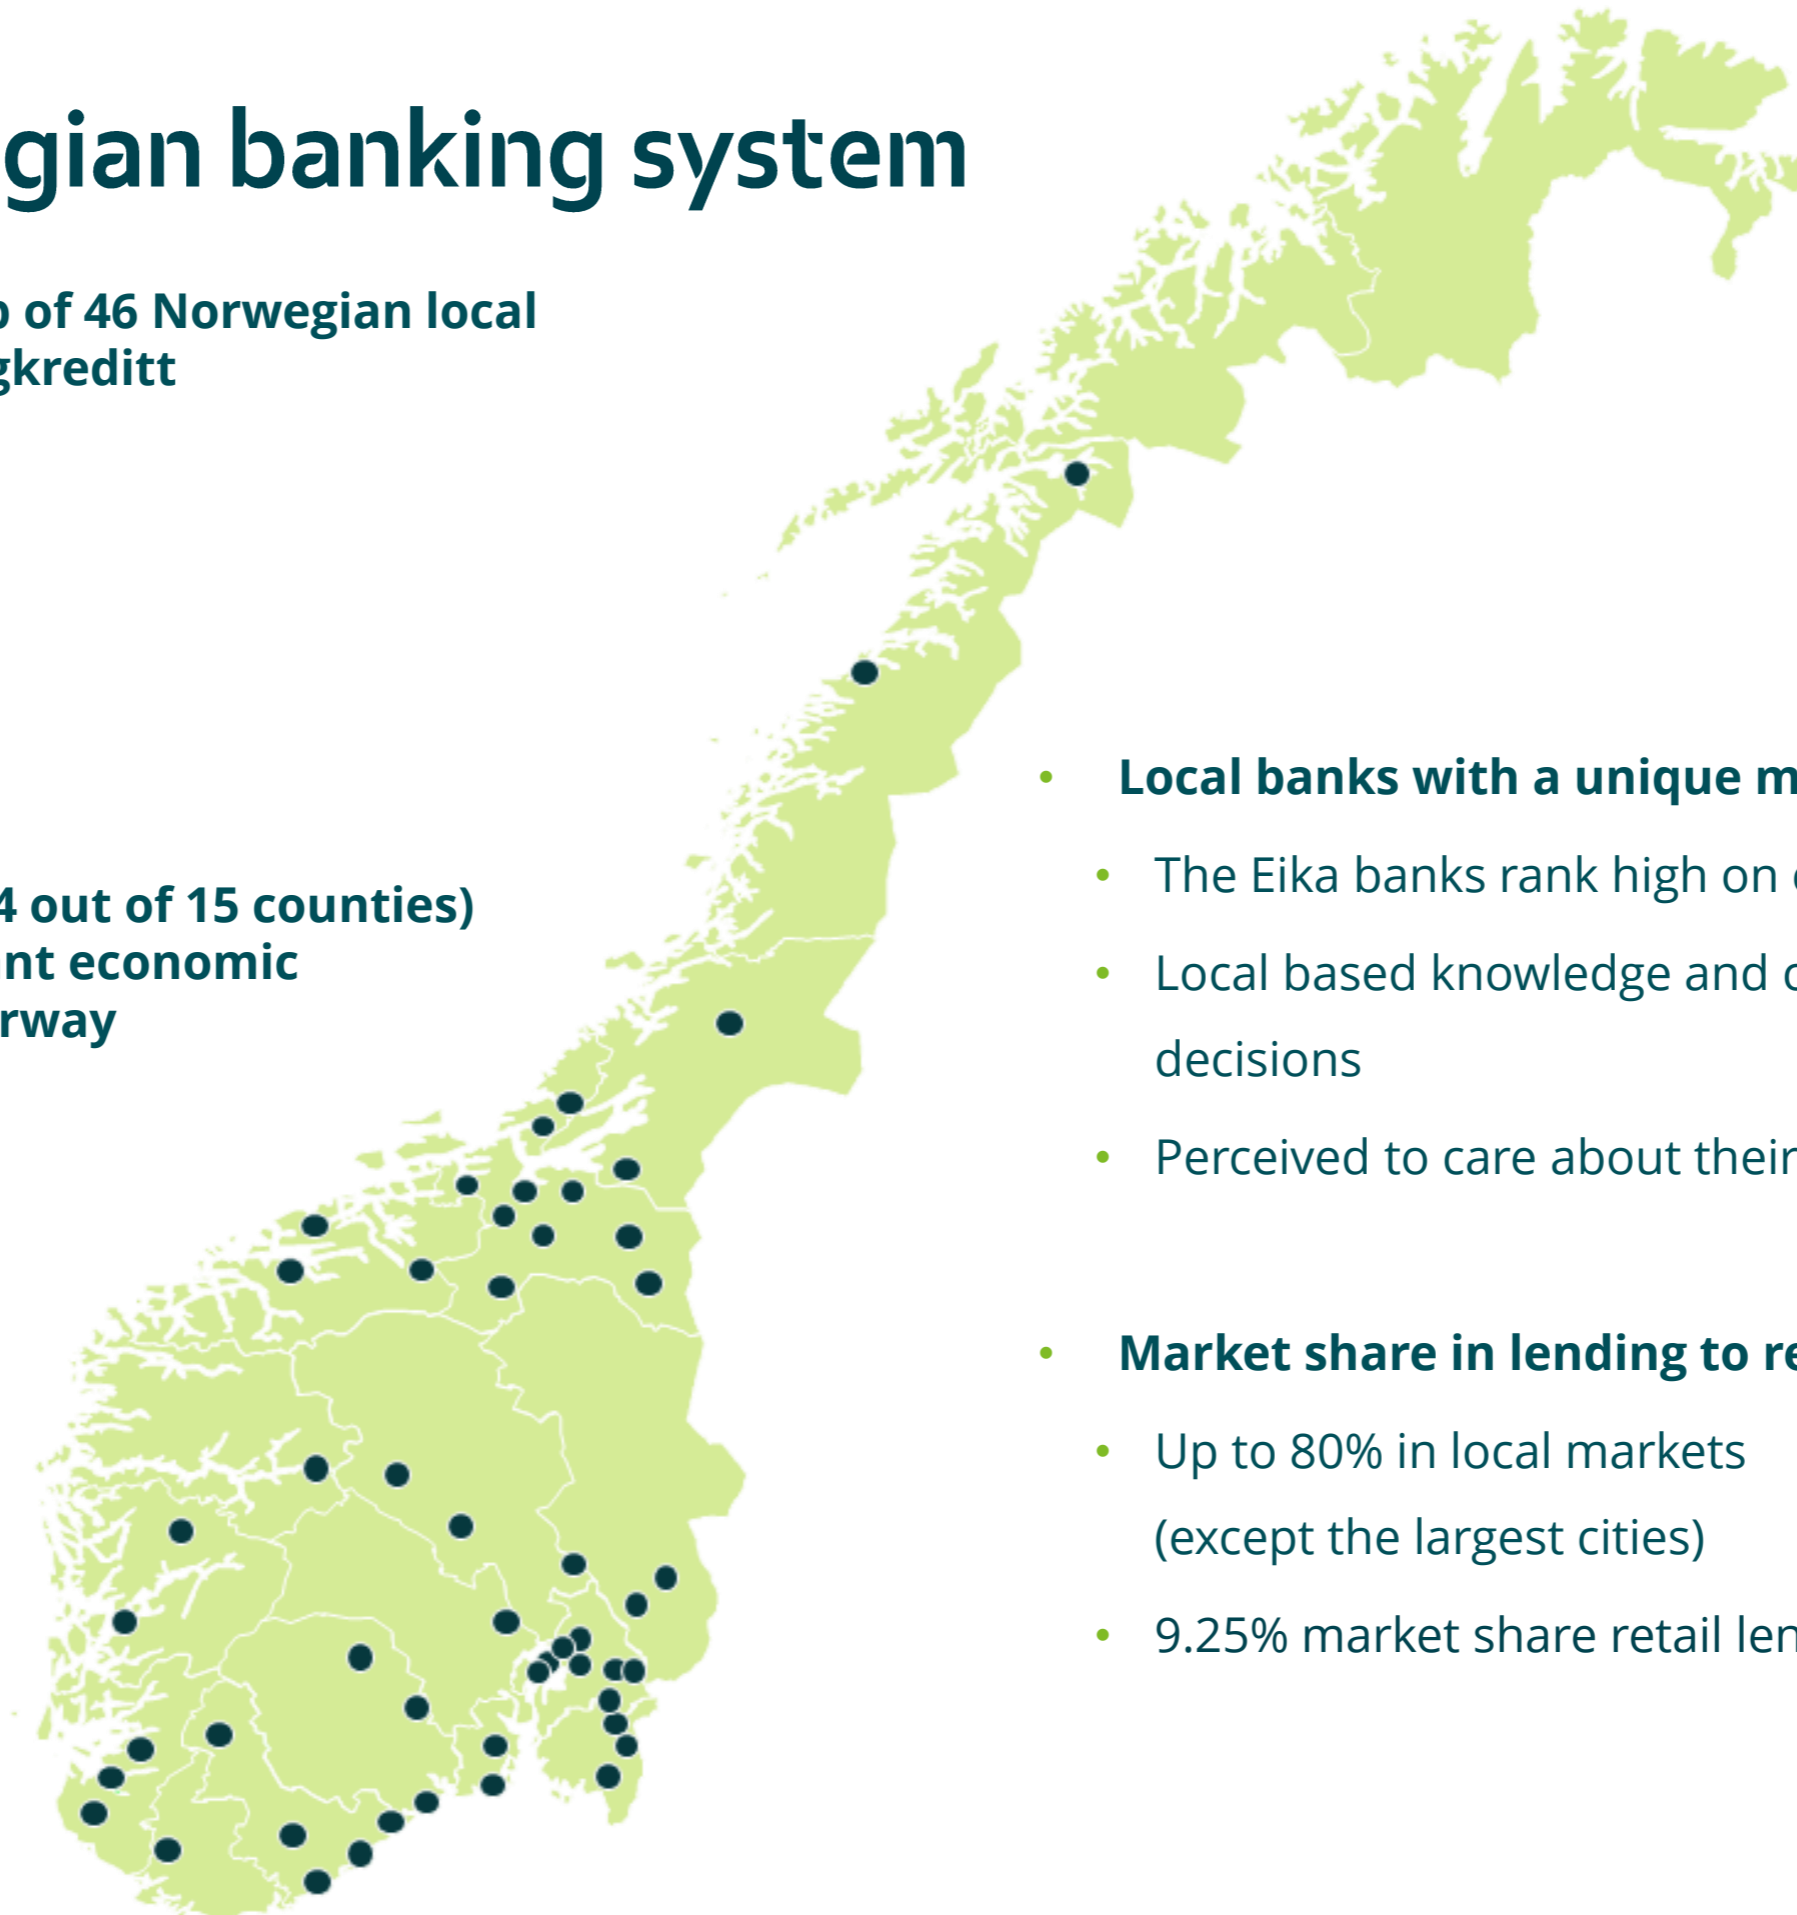 gian banking system
of 46 Norwegian local
gkreditt
4 out of 15 counties)
nt economic
rway
• Local banks with a unique m
• The Eika banks rank high on
• Local based knowledge and
decisions
• Perceived to care about their
• Market share in lending to re
• Up to 80% in local markets
(except the largest cities)
• 9.25% market share retail len